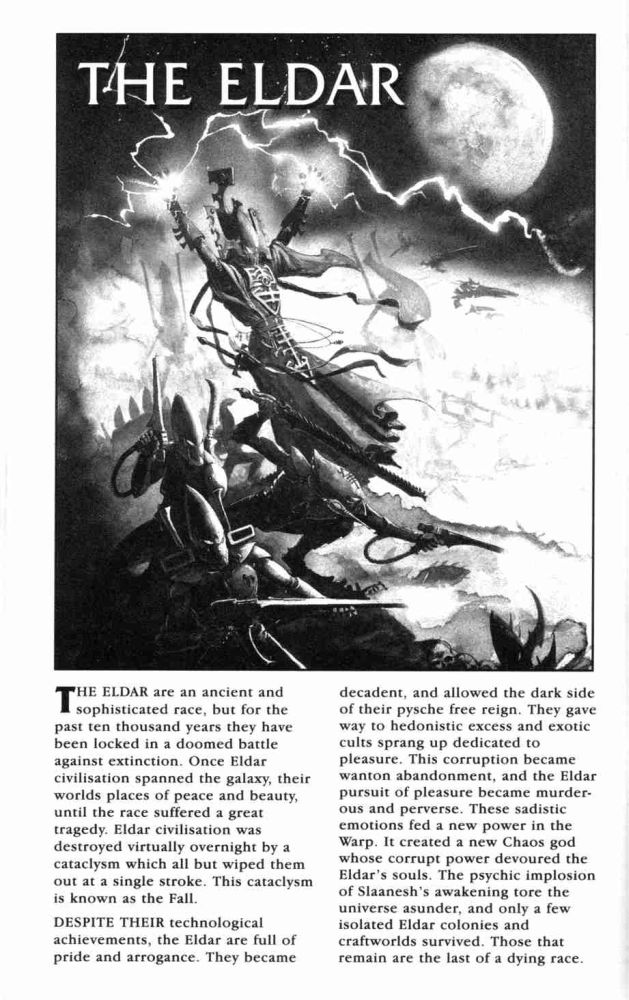 THE ELDAR
THE ELDAR are an ancient and
sophisticated race, but for the
past ten thousand years they have
been locked in a doomed battle
against extinction. Once Eldar
civilisation spanned the galaxy, their
worlds places of peace and beauty,
until the race suffered a great
tragedy. Eldar civilisation was
destroyed virtually overnight by a
cataclysm which all but wiped them
out at a single stroke. This cataclysm
is known as the Fall.
DESPITE THEIR technological
achievements, the Eldar are full of
pride and arrogance. They became
decadent, and allowed the dark side
of their pysche free reign. They gave
way to hedonistic excess and exotic
cults sprang up dedicated to
pleasure. This corruption became
wanton abandonment, and the Eldar
pursuit of pleasure became murder-
ous and perverse. These sadistic
emotions fed a new power in the
Warp. It created a new Chaos god
whose corrupt power devoured the
Eldar's souls. The psychic implosion
of Slaanesh's awakening tore the
universe asunder, and only a few
isolated Eldar colonies and
craftworlds survived. Those that
remain are the last of a dying race.